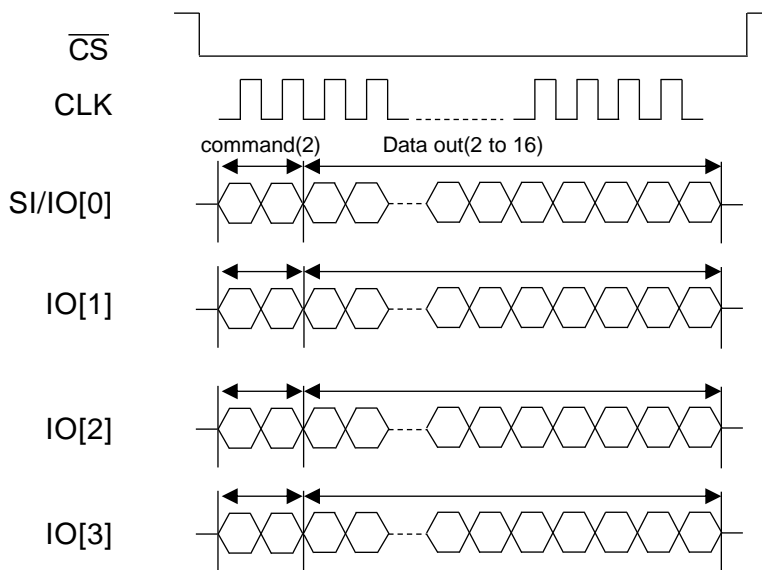 CS
CLK
command(2) Data out(2 to 16)
SI/IO[0]
IO[1]
IO[2]
IO[3]